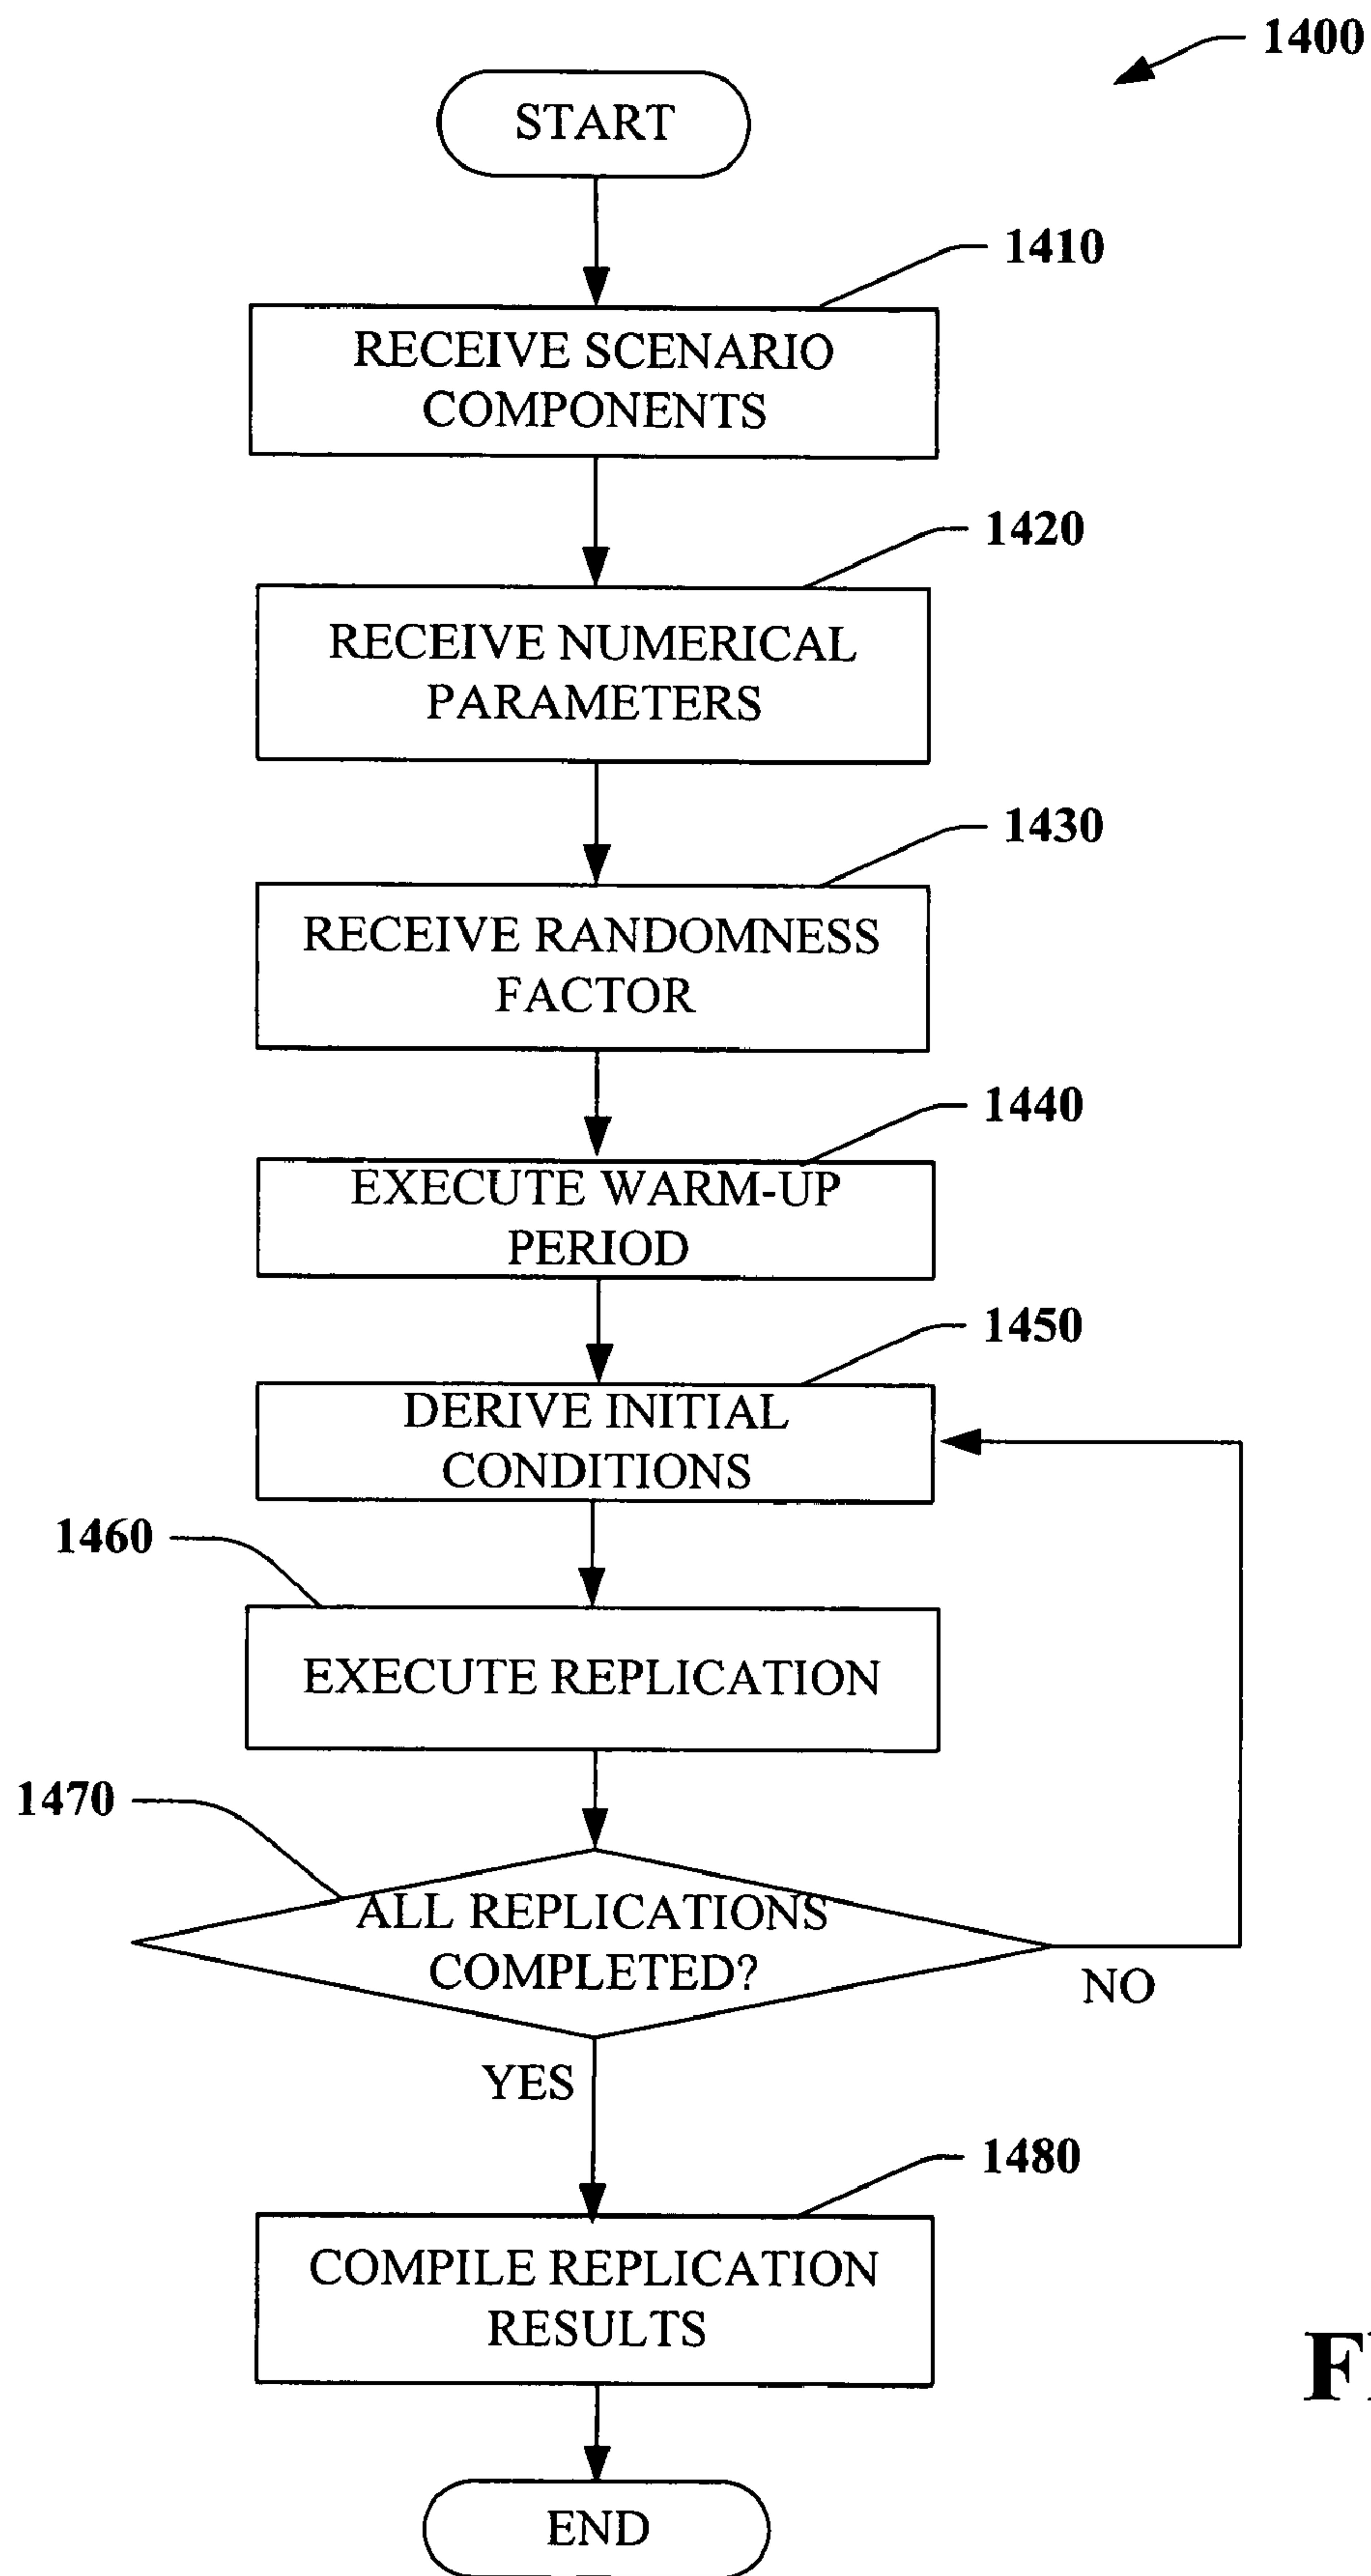 1400
START
1410
RECEIVE SCENARIO
COMPONENTS
1420
RECEIVE NUMERICAL
PARAMETERS
1430
RECEIVE RANDOMNESS
FACTOR
1440
EXECUTE WARM-UP
PERIOD
1450
DERIVE INITIAL
CONDITIONS
1460
EXECUTE REPLICATION
1470
ALL REPLICATIONS
COMPLETED?
NO
YES
1480
COMPILE REPLICATION
RESULTS
END